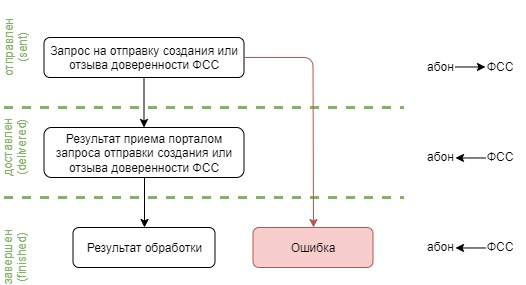 отправлен
(sent)
Запрос на отправку создания или
отзыва доверенности ФСС
абон
ФСС
доставлен
(delivered)
Результат приема порталом
запроса отправки создания или
отзыва доверенности ФСС
абон
ФСС
завершен
(finished)
Результат обработки
Ошибка
абон
ФСС